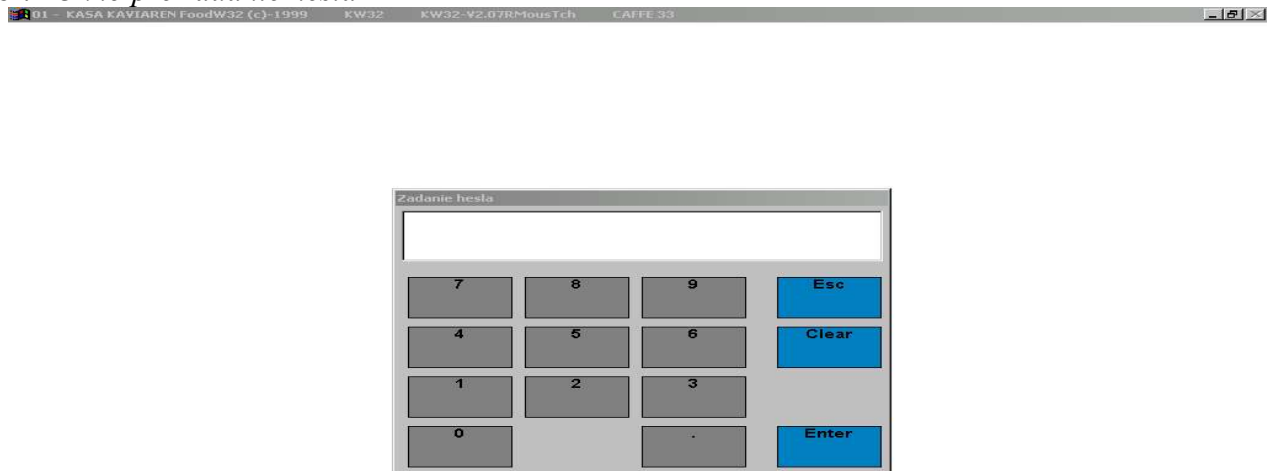 01 - KASA KAVIAREN FoodW32 (c)-1999 KW32 KW32-V2.07RMousTch CAFFE 33
Zadanie hesla
7 8 9 Esc
4 5 6 Clear
1 2 3
0 . Enter